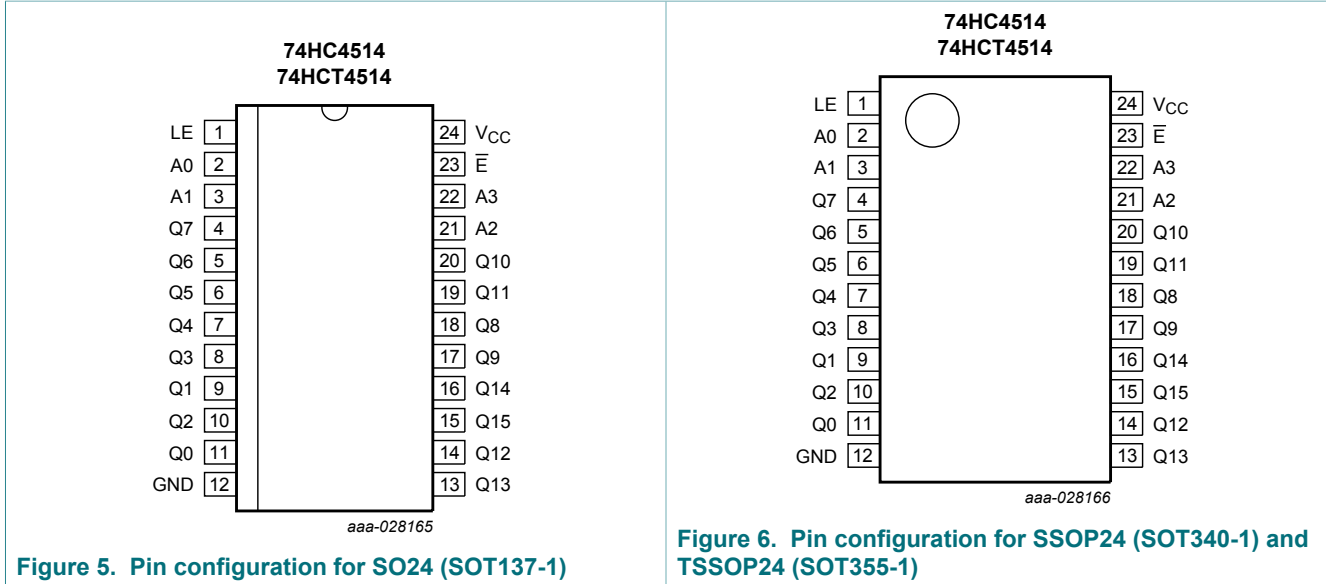 74HC4514
74HCT4514
LE 1 24 VCC
A0 2 23 E̅
A1 3 22 A3
Q7 4 21 A2
Q6 5 20 Q10
Q5 6 19 Q11
Q4 7 18 Q8
Q3 8 17 Q9
Q1 9 16 Q14
Q2 10 15 Q15
Q0 11 14 Q12
GND 12 13 Q13
aaa-028165
Figure 5. Pin configuration for SO24 (SOT137-1)
74HC4514
74HCT4514
LE 1 24 VCC
A0 2 23 E̅
A1 3 22 A3
Q7 4 21 A2
Q6 5 20 Q10
Q5 6 19 Q11
Q4 7 18 Q8
Q3 8 17 Q9
Q1 9 16 Q14
Q2 10 15 Q15
Q0 11 14 Q12
GND 12 13 Q13
aaa-028166
Figure 6. Pin configuration for SSOP24 (SOT340-1) and
TSSOP24 (SOT355-1)